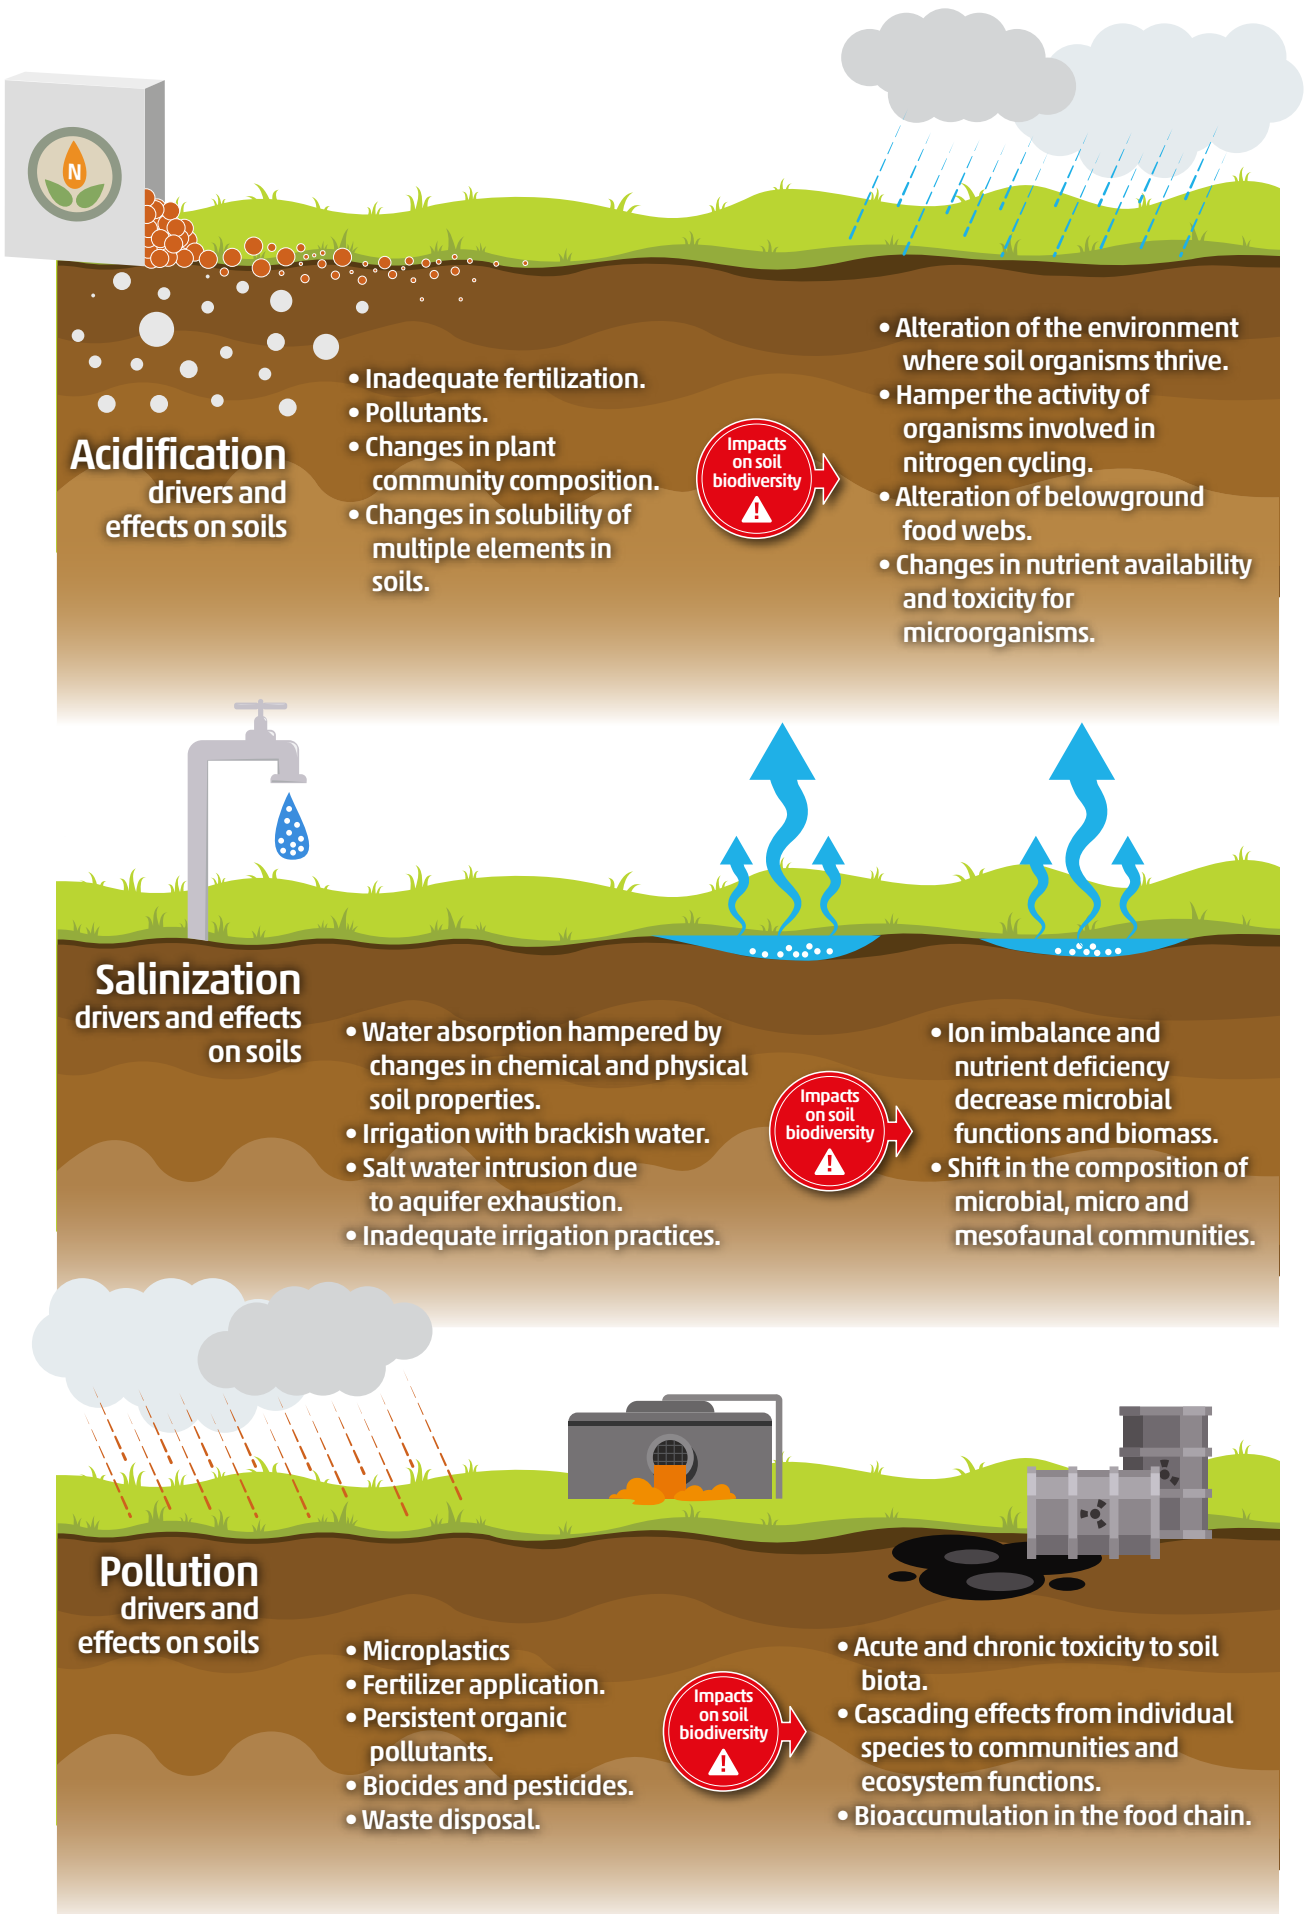 N
Acidification
drivers and
effects on soils
• Inadequate fertilization.
• Pollutants.
• Changes in plant
community composition.
• Changes in solubility of
multiple elements in
soils.
Impacts
on soil
biodiversity
!
• Alteration of the environment
where soil organisms thrive.
• Hamper the activity of
organisms involved in
nitrogen cycling.
• Alteration of belowground
food webs.
• Changes in nutrient availability
and toxicity for
microorganisms.
Salinization
drivers and effects
on soils
• Water absorption hampered by
changes in chemical and physical
soil properties.
• Irrigation with brackish water.
• Salt water intrusion due
to aquifer exhaustion.
• Inadequate irrigation practices.
Impacts
on soil
biodiversity
!
• Ion imbalance and
nutrient deficiency
decrease microbial
functions and biomass.
• Shift in the composition of
microbial, micro and
mesofaunal communities.
Pollution
drivers and
effects on soils
• Microplastics
• Fertilizer application.
• Persistent organic
pollutants.
• Biocides and pesticides.
• Waste disposal.
Impacts
on soil
biodiversity
!
• Acute and chronic toxicity to soil
biota.
• Cascading effects from individual
species to communities and
ecosystem functions.
• Bioaccumulation in the food chain.